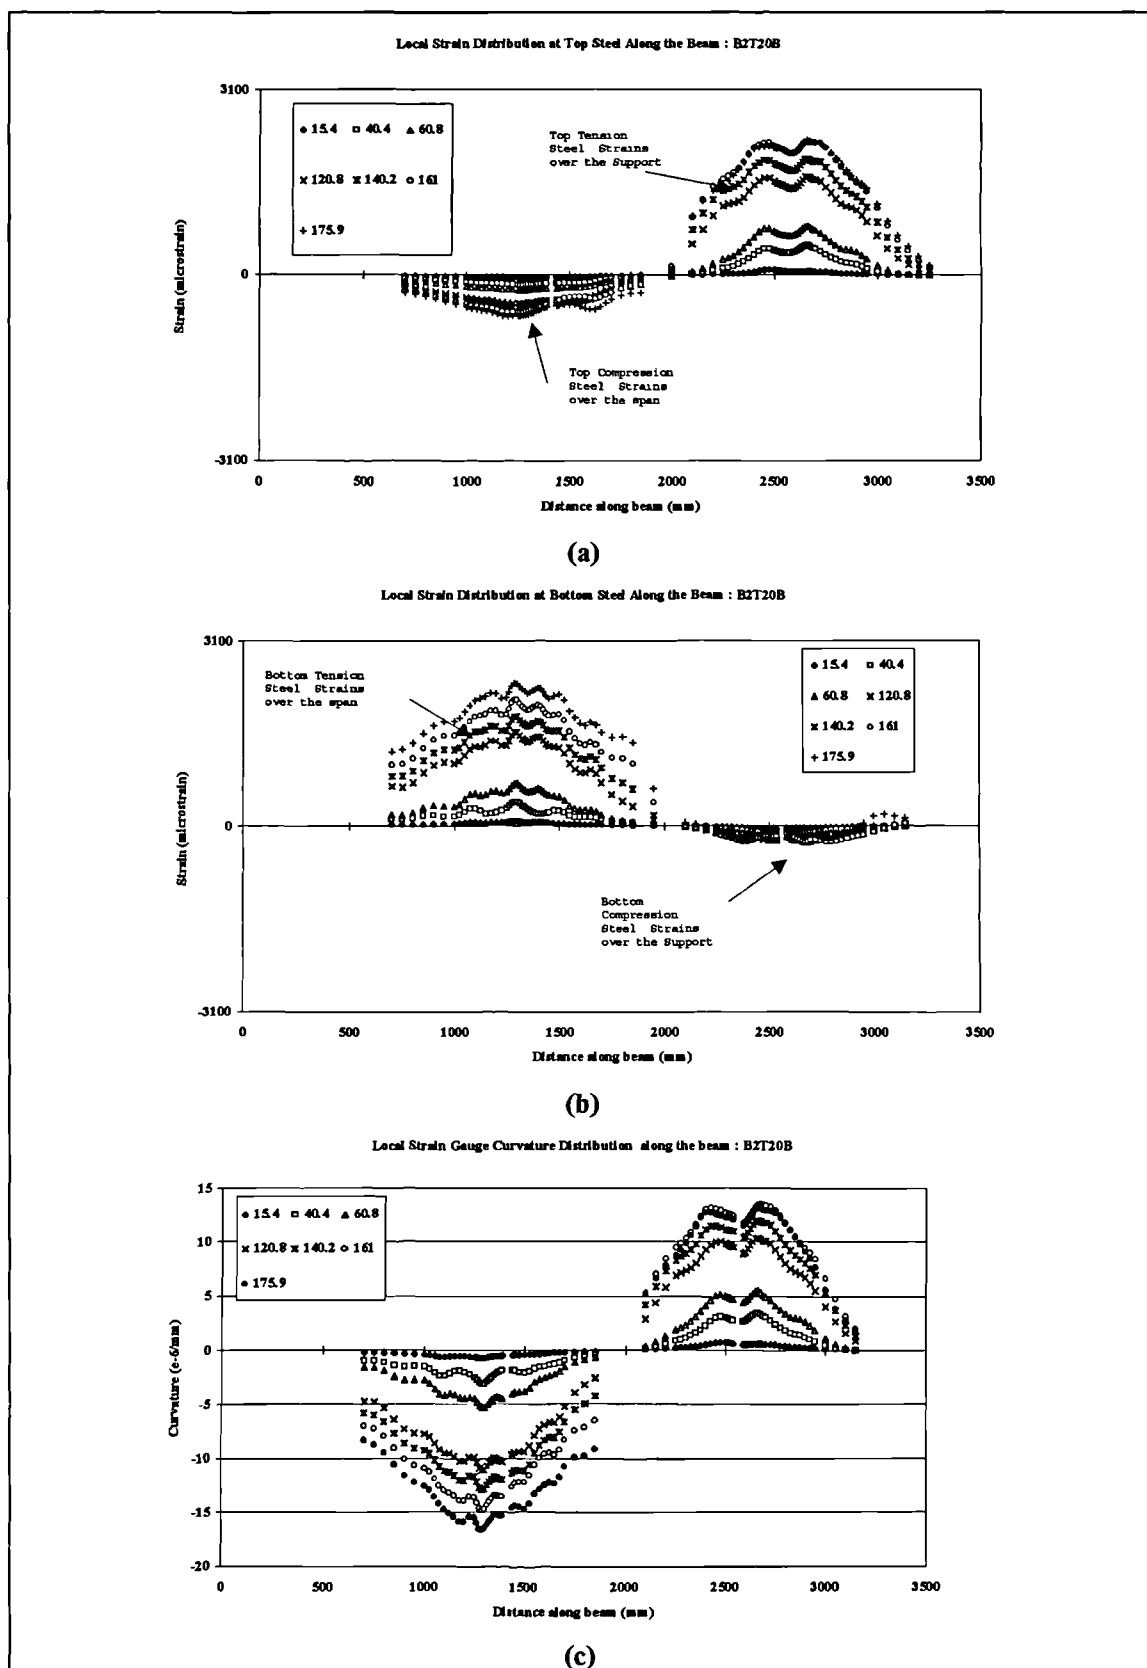 Local Strain Distribution at Top Steel Along the Beam : B2T20B
3100
0
-3100
Strain (microstrain)
15.4 40.4 60.8
120.8 140.2 161
175.9
Top Tension
Steel Strains
over the Support
Top Compression
Steel Strains
over the span
0 500 1000 1500 2000 2500 3000 3500
Distance along beam (mm)
(a)
Local Strain Distribution at Bottom Steel Along the Beam : B2T20B
3100
0
-3100
Strain (microstrain)
Bottom Tension
Steel Strains
over the span
15.4 40.4
60.8 120.8
140.2 161
175.9
Bottom
Compression
Steel Strains
over the Support
0 500 1000 1500 2000 2500 3000 3500
Distance along beam (mm)
(b)
Local Strain Gauge Curvature Distribution along the beam : B2T20B
15
10
5
0
-5
-10
-15
-20
Curvature (e-6/mm)
15.4 40.4 60.8
120.8 140.2 161
175.9
0 500 1000 1500 2000 2500 3000 3500
Distance along beam (mm)
(c)